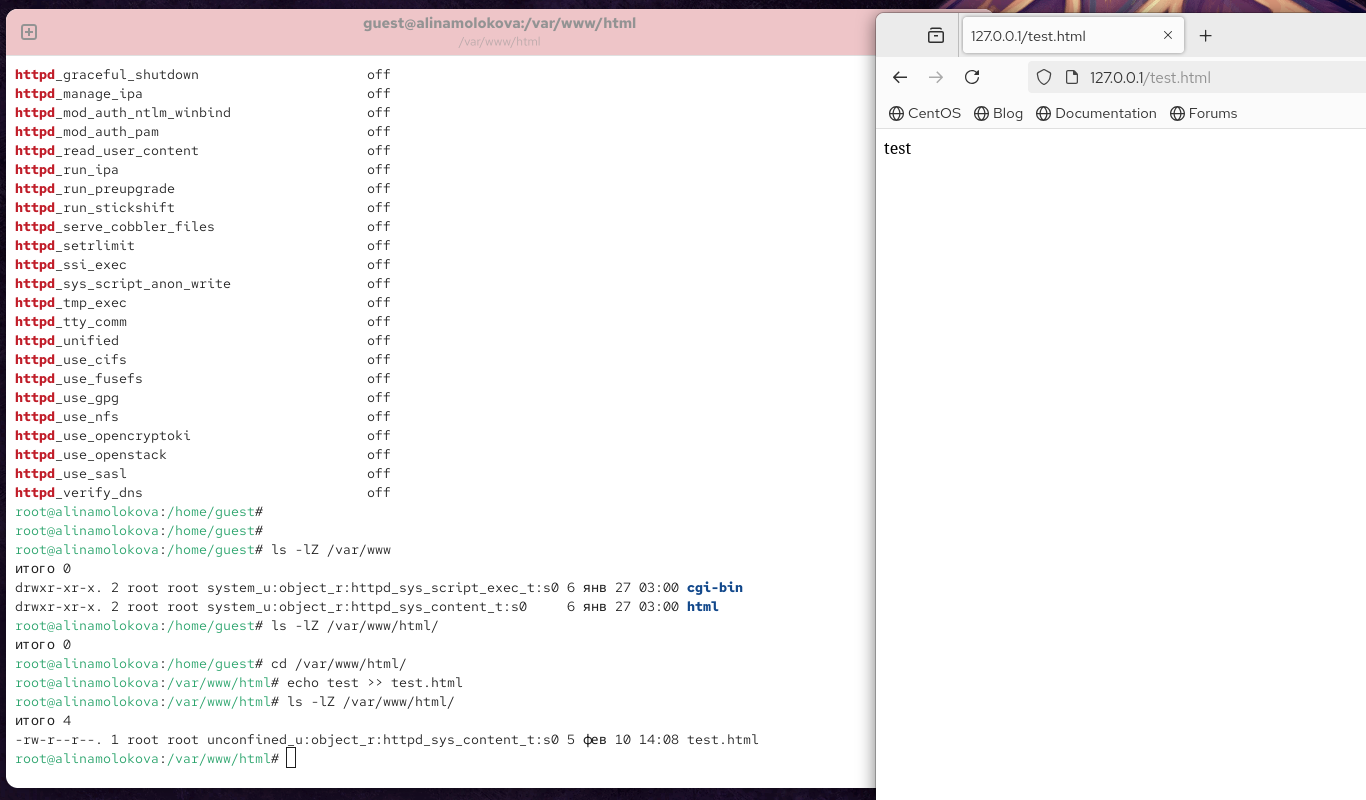 guest@alinamolokova:/var/www/html
/var/www/html
httpd_graceful_shutdown                      off
httpd_manage_ipa                             off
httpd_mod_auth_ntlm_winbind                  off
httpd_mod_auth_pam                           off
httpd_read_user_content                      off
httpd_run_ipa                                off
httpd_run_preupgrade                         off
httpd_run_stickshift                         off
httpd_serve_cobbler_files                    off
httpd_setrlimit                              off
httpd_ssi_exec                               off
httpd_sys_script_anon_write                  off
httpd_tmp_exec                               off
httpd_tty_comm                               off
httpd_unified                                off
httpd_use_cifs                               off
httpd_use_fusefs                             off
httpd_use_gpg                                off
httpd_use_nfs                                off
httpd_use_opencryptoki                       off
httpd_use_openstack                          off
httpd_use_sasl                               off
httpd_verify_dns                             off
root@alinamolokova:/home/guest#
root@alinamolokova:/home/guest#
root@alinamolokova:/home/guest# ls -lZ /var/www
итого 0
drwxr-xr-x. 2 root root system_u:object_r:httpd_sys_script_exec_t:s0 6 янв 27 03:00 cgi-bin
drwxr-xr-x. 2 root root system_u:object_r:httpd_sys_content_t:s0     6 янв 27 03:00 html
root@alinamolokova:/home/guest# ls -lZ /var/www/html/
итого 0
root@alinamolokova:/home/guest# cd /var/www/html/
root@alinamolokova:/var/www/html# echo test >> test.html
root@alinamolokova:/var/www/html# ls -lZ /var/www/html/
итого 4
-rw-r--r--. 1 root root unconfined_u:object_r:httpd_sys_content_t:s0 5 фев 10 14:08 test.html
root@alinamolokova:/var/www/html#
127.0.0.1/test.html
127.0.0.1/test.html
CentOS Blog Documentation Forums
test